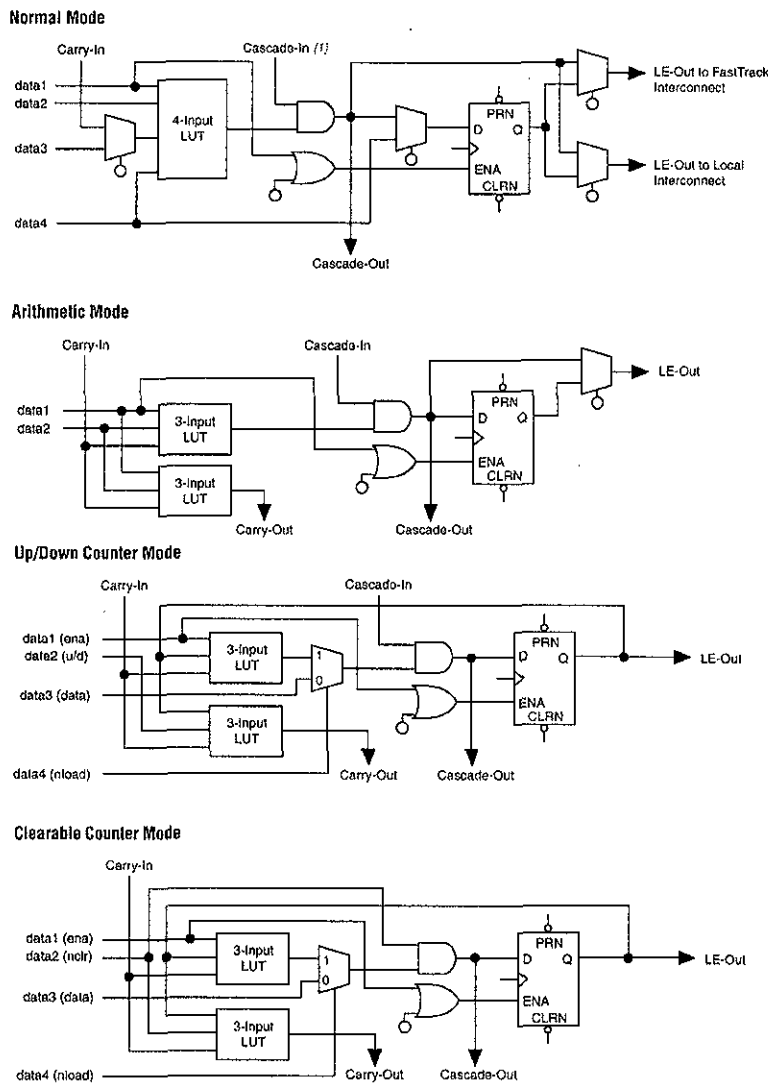 Normal Mode
Carry-In
Cascado-In (1)
data1
data2
data3
data4
4-Input
LUT
PRN
D Q
ENA
CLRN
LE-Out to FastTrack
Interconnect
LE-Out to Local
Interconnect
Cascade-Out
Arithmetic Mode
Carry-In
Cascado-In
data1
data2
3-Input
LUT
3-Input
LUT
PRN
D Q
ENA
CLRN
LE-Out
Carry-Out
Cascade-Out
Up/Down Counter Mode
Carry-In
Cascado-In
data1 (ena)
date2 (u/d)
data3 (data)
data4 (nload)
3-Input
LUT
1
0
3-Input
LUT
PRN
D Q
ENA
CLRN
LE-Out
Carry-Out
Cascade-Out
Clearable Counter Mode
Carry-In
data1 (ena)
data2 (nclr)
data3 (data)
data4 (nload)
3-Input
LUT
1
0
3-Input
LUT
PRN
D Q
ENA
CLRN
LE-Out
Carry-Out
Cascade-Out